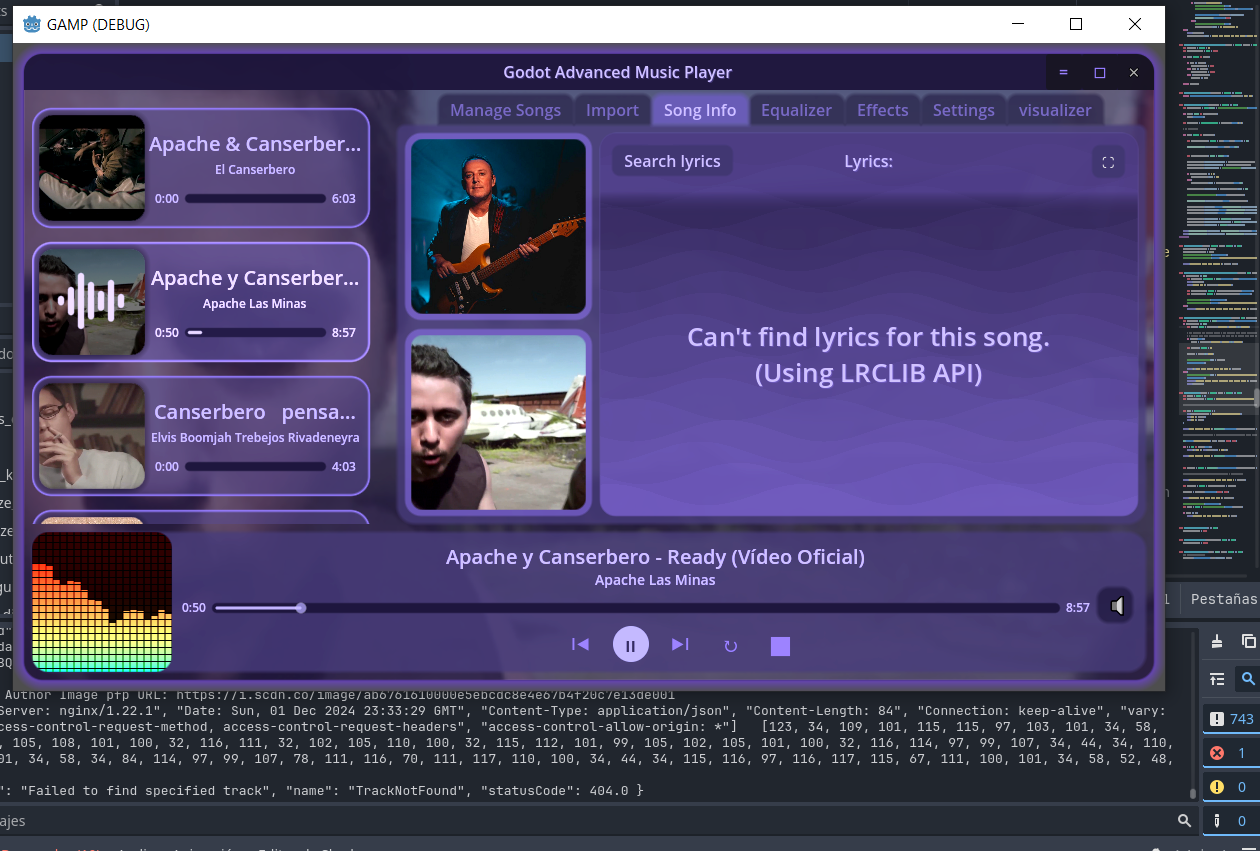 GAMP (DEBUG)
Godot Advanced Music Player
Manage Songs
Import
Song Info
Equalizer
Effects
Settings
visualizer
Apache & Canserber...
El Canserbero
0:00
6:03
Apache y Canserber...
Apache Las Minas
0:50
8:57
Canserbero pensa...
Elvis Boomjah Trebejos Rivadeneyra
0:00
4:03
Search lyrics
Lyrics:
Can't find lyrics for this song.
(Using LRCLIB API)
Apache y Canserbero - Ready (Vídeo Oficial)
Apache Las Minas
0:50
8:57
Pestañas
Author Image pfp URL: https://i.scdn.co/image/ab6761610000e5ebcdc8e4e67b4f20c7e13de001
Server: nginx/1.22.1", "Date: Sun, 01 Dec 2024 23:33:29 GMT", "Content-Type: application/json", "Content-Length: 84", "Connection: keep-alive", "vary:
ccess-control-request-method, access-control-request-headers", "access-control-allow-origin: *"] [123, 34, 109, 101, 115, 115, 97, 103, 101, 34, 58,
, 105, 108, 101, 100, 32, 116, 111, 32, 102, 105, 110, 100, 32, 115, 112, 101, 99, 105, 102, 105, 101, 100, 32, 116, 114, 97, 99, 107, 34, 44, 34, 110,
01, 34, 58, 34, 84, 114, 97, 99, 107, 78, 111, 116, 70, 111, 117, 110, 100, 34, 44, 34, 115, 116, 97, 116, 117, 115, 67, 111, 100, 101, 34, 58, 52, 48,
": "Failed to find specified track", "name": "TrackNotFound", "statusCode": 404.0 }
ajes
743
1
0
0